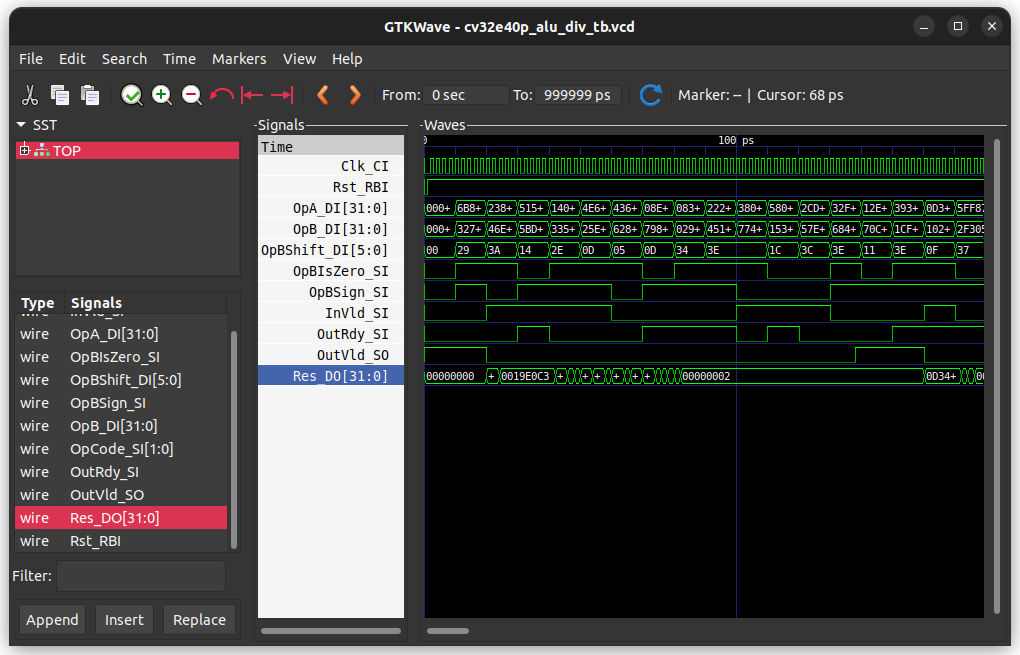 GTKWave - cv32e40p_alu_div_tb.vcd
File Edit Search Time Markers View Help
From: 0 sec To: 999999 ps Marker: -- | Cursor: 68 ps
SST
TOP
Type Signals
wire OpA_DI[31:0]
wire OpBIsZero_SI
wire OpBShift_DI[5:0]
wire OpBSign_SI
wire OpB_DI[31:0]
wire OpCode_SI[1:0]
wire OutRdy_SI
wire OutVld_SO
wire Res_DO[31:0]
wire Rst_RBI
Filter:
Append Insert Replace
Signals
Time
Clk_CI
Rst_RBI
OpA_DI[31:0]
OpB_DI[31:0]
OpBShift_DI[5:0]
OpBIsZero_SI
OpBSign_SI
InVld_SI
OutRdy_SI
OutVld_SO
Res_DO[31:0]
Waves
0 100 ps
000+ 6B8+ 238+ 515+ 140+ 4E6+ 436+ 08E+ 083+ 222+ 380+ 580+ 2CD+ 32F+ 12E+ 393+ 0D3+ 5FF87
000+ 327+ 46E+ 5BD+ 335+ 25E+ 628+ 798+ 029+ 451+ 774+ 153+ 57E+ 684+ 70C+ 1CF+ 102+ 2F305
00 29 3A 14 2E 0D 05 0D 34 3E 1C 3C 3E 11 3E 0F 37
00000000 + 0019E0C3 + + + + + + 00000002 0D34+